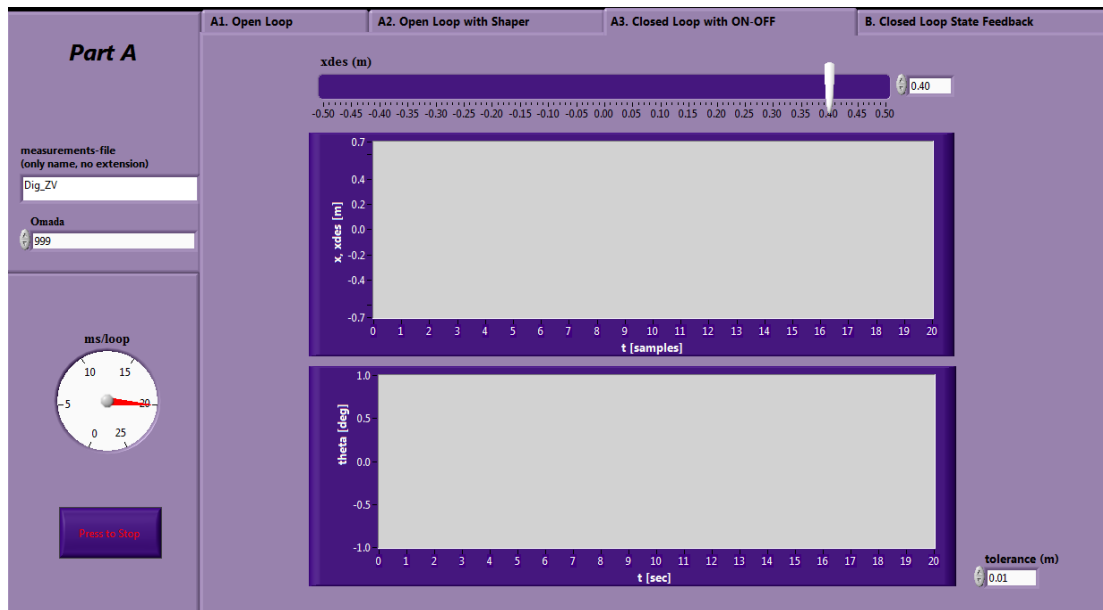 A1. Open Loop
A2. Open Loop with Shaper
A3. Closed Loop with ON-OFF
B. Closed Loop State Feedback
Part A
measurements-file
(only name, no extension)
Dig_ZV
Omada
999
ms/loop
0 5 10 15 20 25
Press to Stop
xdes (m)
0.40
-0.50 -0.45 -0.40 -0.35 -0.30 -0.25 -0.20 -0.15 -0.10 -0.05 0.00 0.05 0.10 0.15 0.20 0.25 0.30 0.35 0.40 0.45 0.50
x, xdes [m]
0.7
0.4
0.2
0.0
-0.2
-0.4
-0.7
0 1 2 3 4 5 6 7 8 9 10 11 12 13 14 15 16 17 18 19 20
t [samples]
theta [deg]
1.0
0.5
0.0
-0.5
-1.0
0 1 2 3 4 5 6 7 8 9 10 11 12 13 14 15 16 17 18 19 20
t [sec]
tolerance (m)
0.01